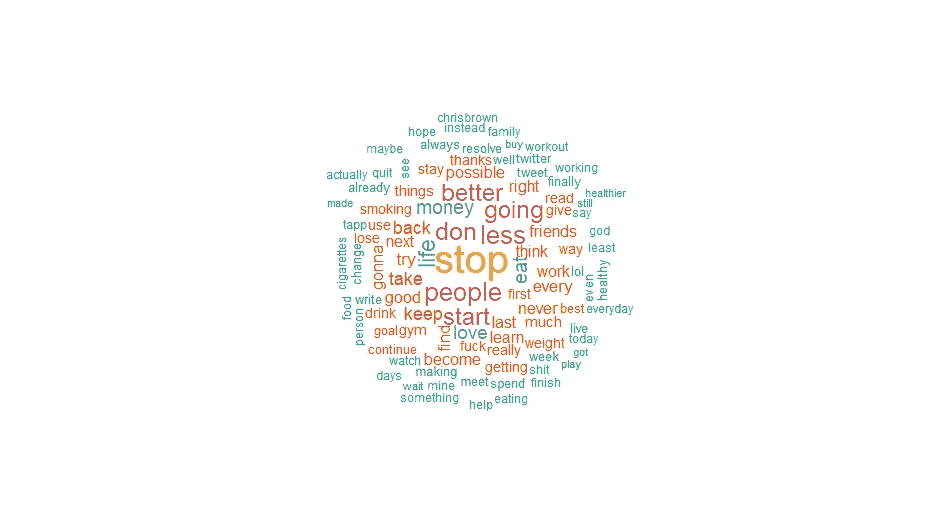 chrisbrown
hope instead family
maybe always resolve buy workout
actually quit see stay thanks well twitter
possible tweet working
already things better right finally
made smoking money going read healthier
still
give say
tapp use back don less friends god
lose next life stop think way least
cigarettes change gonna try eat work lol even healthy
take people every
food write good first never best everyday
person drink keep start last much live
goal gym find love learn weight today
continue fuck really week got
watch become getting shit play
days making meet spend finish
wait mine
something help eating